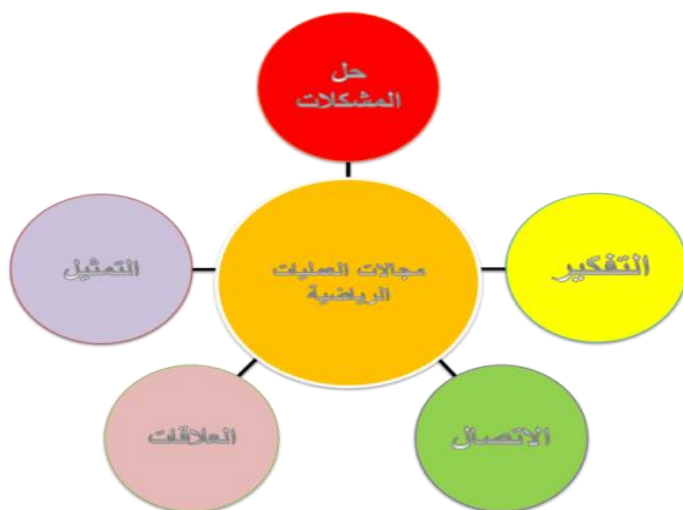 حل
المشكلات
التفكير
الاتصال
العلاقات
التمثيل
مجالات العمليات
الرياضية